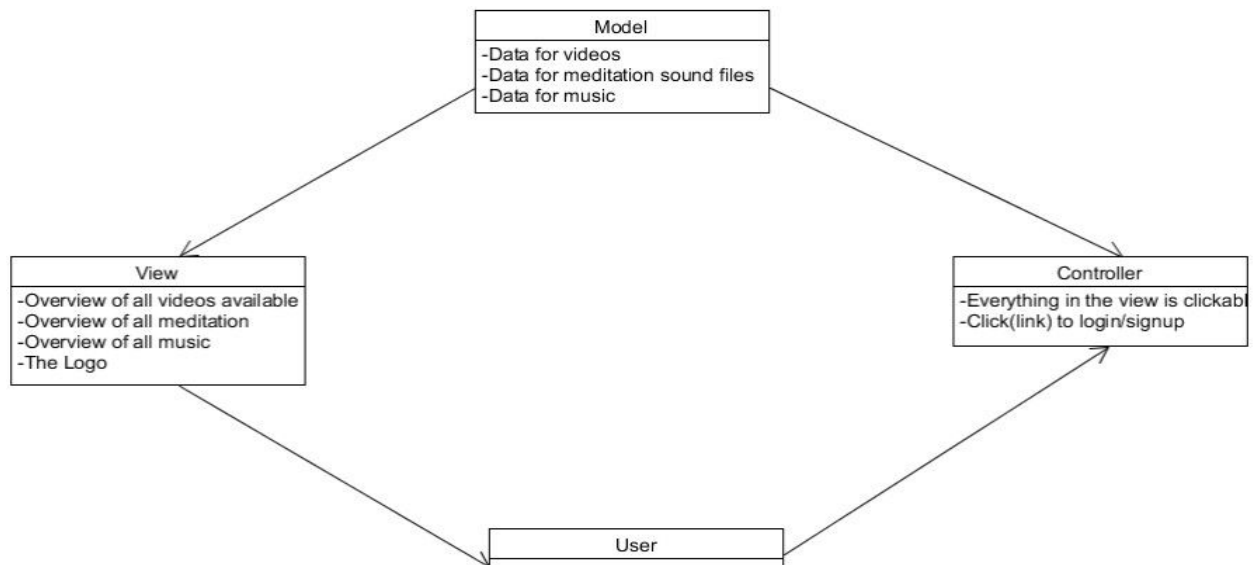 Model
-Data for videos
-Data for meditation sound files
-Data for music
View
-Overview of all videos available
-Overview of all meditation
-Overview of all music
-The Logo
Controller
-Everything in the view is clickabl
-Click(link) to login/signup
User